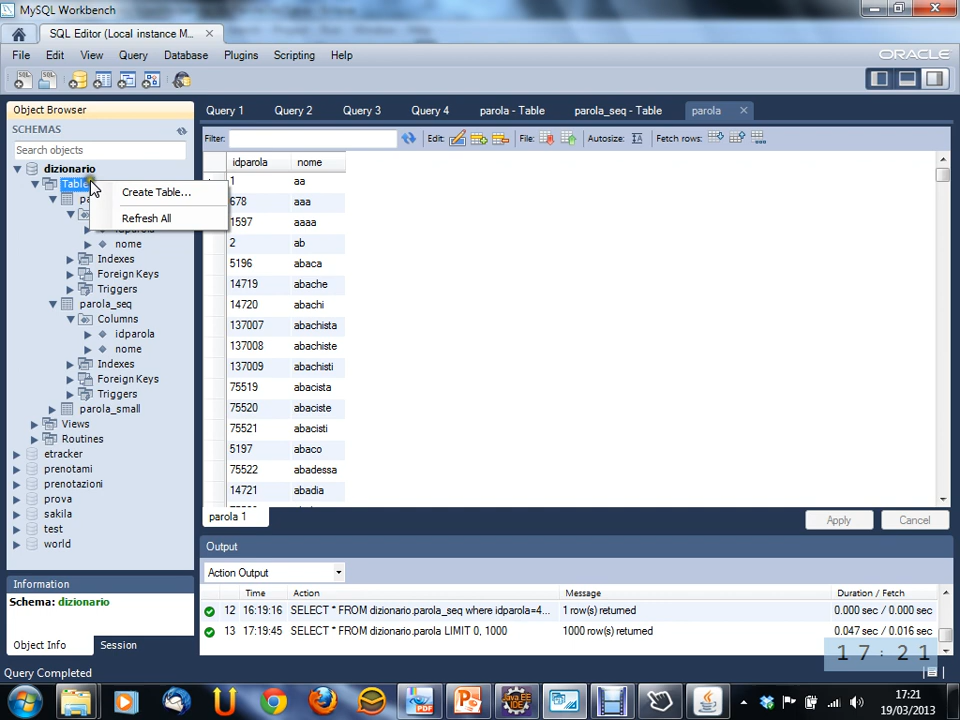 MySQL Workbench
SQL Editor (Local instance M...
File Edit View Query Database Plugins Scripting Help
ORACLE
Object Browser
SCHEMAS
Search objects
dizionario
Table
Create Table...
Refresh All
nome
Indexes
Foreign Keys
Triggers
parola_seq
Columns
idparola
nome
Indexes
Foreign Keys
Triggers
parola_small
Views
Routines
etracker
prenotami
prenotazioni
prova
sakila
test
world
Information
Schema: dizionario
Object Info Session
Query Completed
Query 1 Query 2 Query 3 Query 4 parola - Table parola_seq - Table parola
Filter: Edit: File: Autosize: Fetch rows:
idparola nome
1 aa
678 aaa
1597 aaaa
2 ab
5196 abaca
14719 abache
14720 abachi
137007 abachista
137008 abachiste
137009 abachisti
75519 abacista
75520 abaciste
75521 abacisti
5197 abaco
75522 abadessa
14721 abadia
parola 1
Apply Cancel
Output
Action Output
Time Action Message Duration / Fetch
12 16:19:16 SELECT * FROM dizionario.parola_seq where idparola=4... 1 row(s) returned 0.000 sec / 0.000 sec
13 17:19:45 SELECT * FROM dizionario.parola LIMIT 0, 1000 1000 row(s) returned 0.047 sec / 0.016 sec
17:21
17:21
19/03/2013